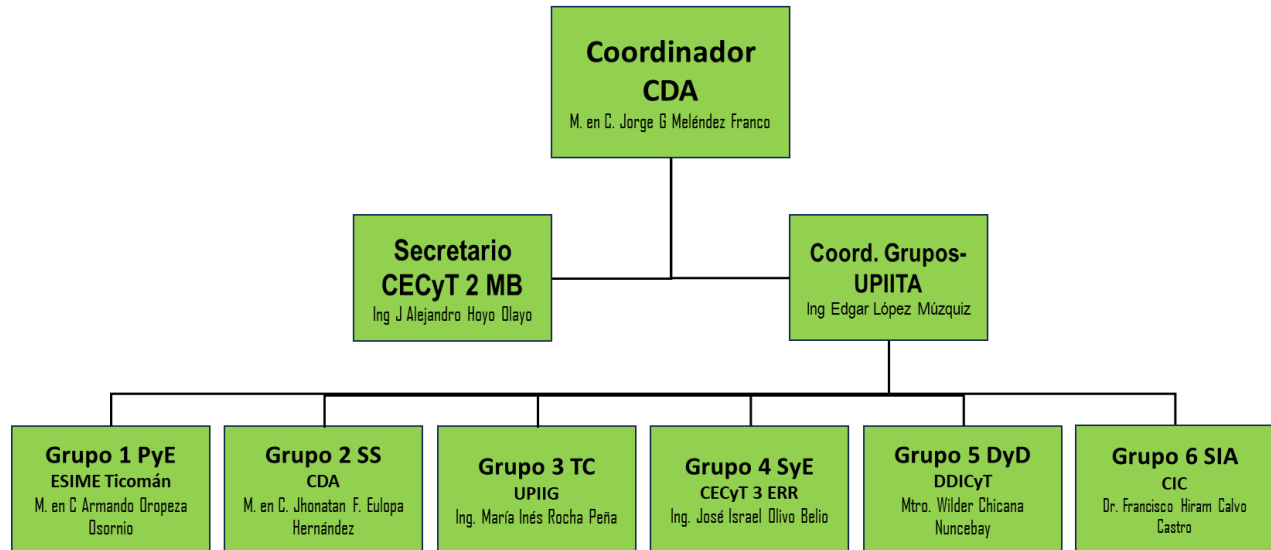 Coordinador
CDA
M. en C. Jorge G Meléndez Franco
Secretario
CECyT 2 MB
Ing J Alejandro Hoyo Olayo
Coord. Grupos-
UPIITA
Ing Edgar López Múzquiz
Grupo 1 PyE
ESIME Ticomán
M. en C Armando Oropeza
Osornio
Grupo 2 SS
CDA
M. en C. Jhonatan F. Eulopa
Hernández
Grupo 3 TC
UPIIG
Ing. María Inés Rocha Peña
Grupo 4 SyE
CECyT 3 ERR
Ing. José Israel Olivo Belio
Grupo 5 DyD
DDICyT
Mtro. Wilder Chicana
Nuncebay
Grupo 6 SIA
CIC
Dr. Francisco Hiram Calvo
Castro